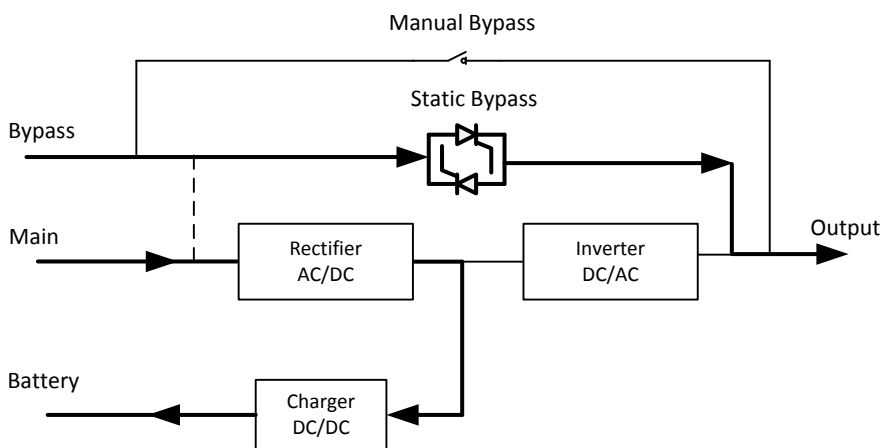 Manual Bypass
Static Bypass
Bypass
Main
Rectifier
AC/DC
Inverter
DC/AC
Output
Battery
Charger
DC/DC